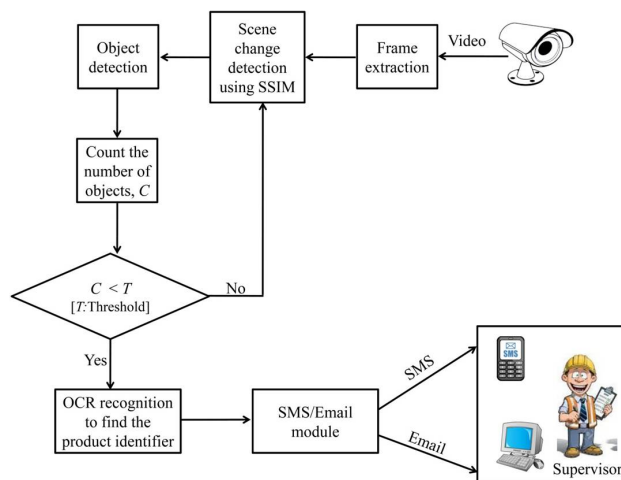 Object
detection
Scene
change
detection
using SSIM
Frame
extraction
Video
Count the
number of
objects, C
C < T
[T:Threshold]
No
Yes
OCR recognition
to find the
product identifier
SMS/Email
module
SMS
Email
SMS
Supervisor